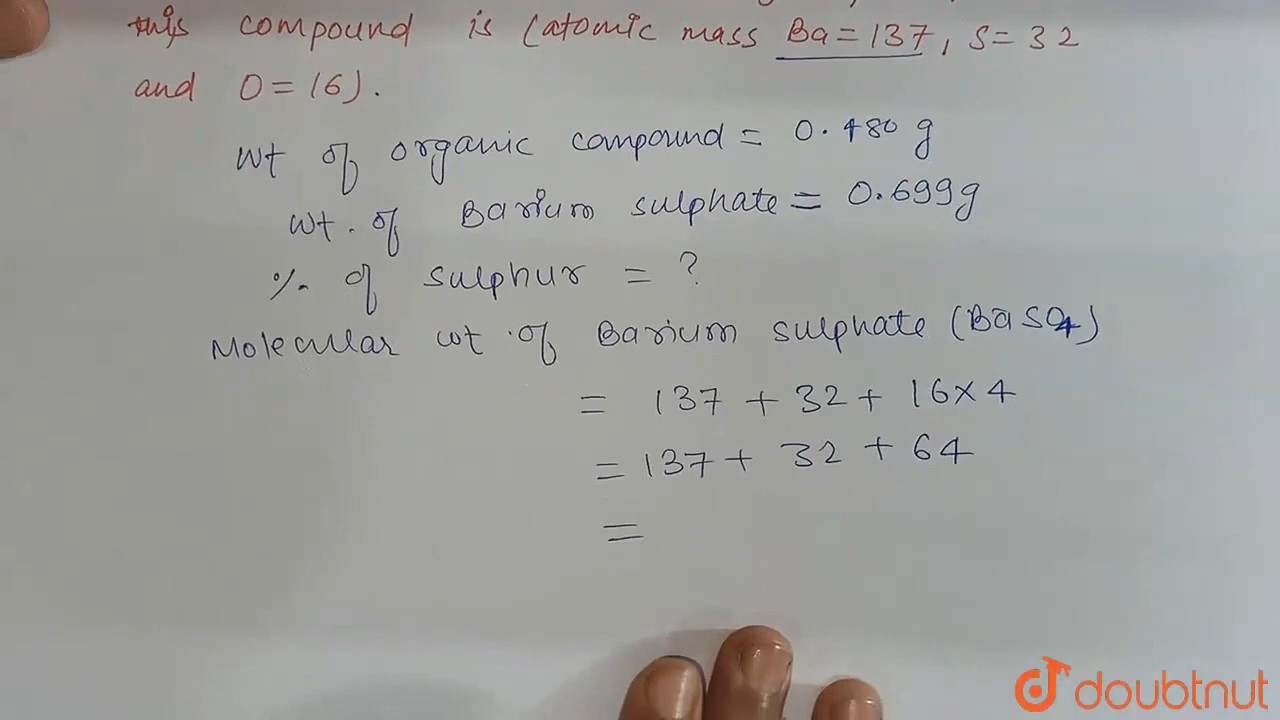 this compound is (atomic mass Ba = 137, S = 32
and O = 16).
Wt of organic compound = 0.480 g
Wt. of Barium sulphate = 0.699g
% of sulphur = ?
Molecular wt. of Barium sulphate (BaSO4)
= 137 + 32 + 16×4
= 137 + 32 + 64
=
doubtnut